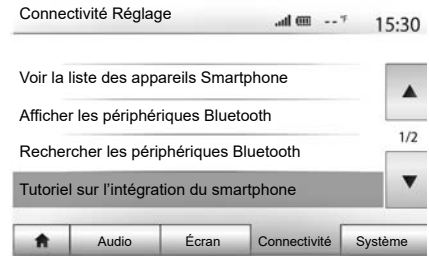 Connectivité Réglage
-- °F 15:30
Voir la liste des appareils Smartphone
Afficher les périphériques Bluetooth
1/2
Rechercher les périphériques Bluetooth
Tutoriel sur l’intégration du smartphone
Audio Écran Connectivité Système